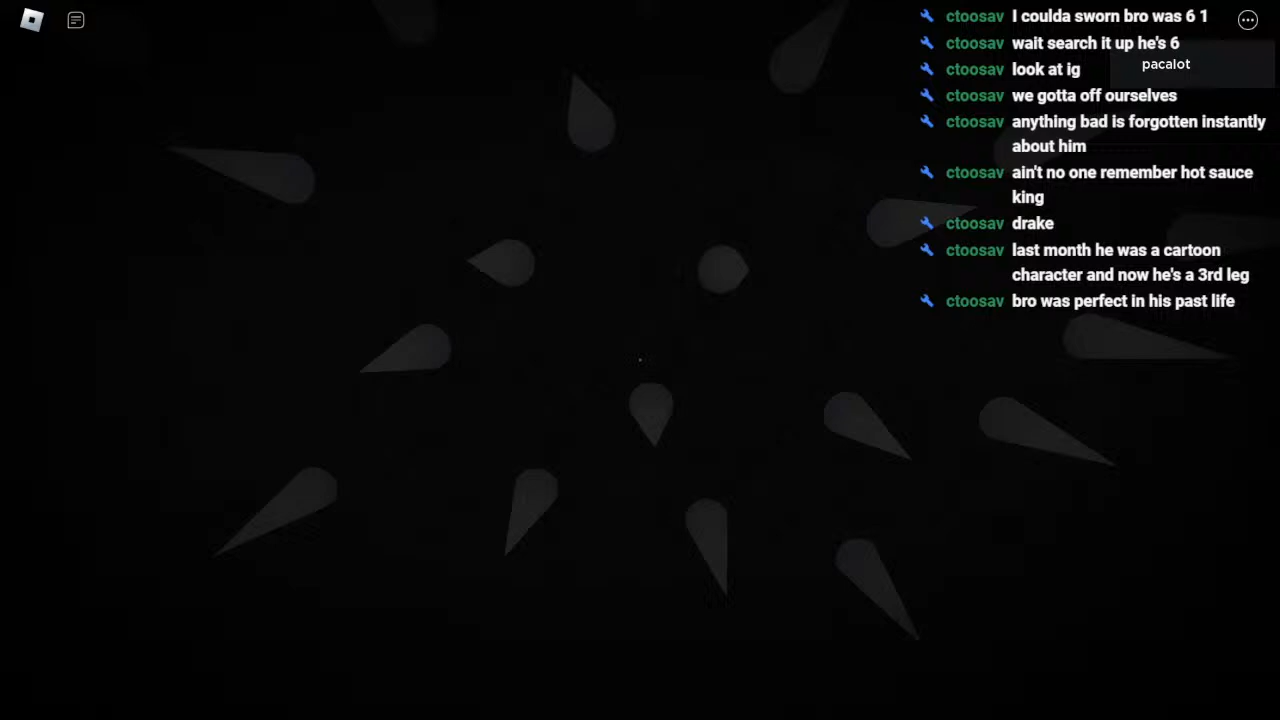 ctoosav I coulda sworn bro was 6 1
ctoosav wait search it up he's 6
pacalot
ctoosav look at ig
ctoosav we gotta off ourselves
ctoosav anything bad is forgotten instantly
about him
ctoosav ain't no one remember hot sauce
king
ctoosav drake
ctoosav last month he was a cartoon
character and now he's a 3rd leg
ctoosav bro was perfect in his past life